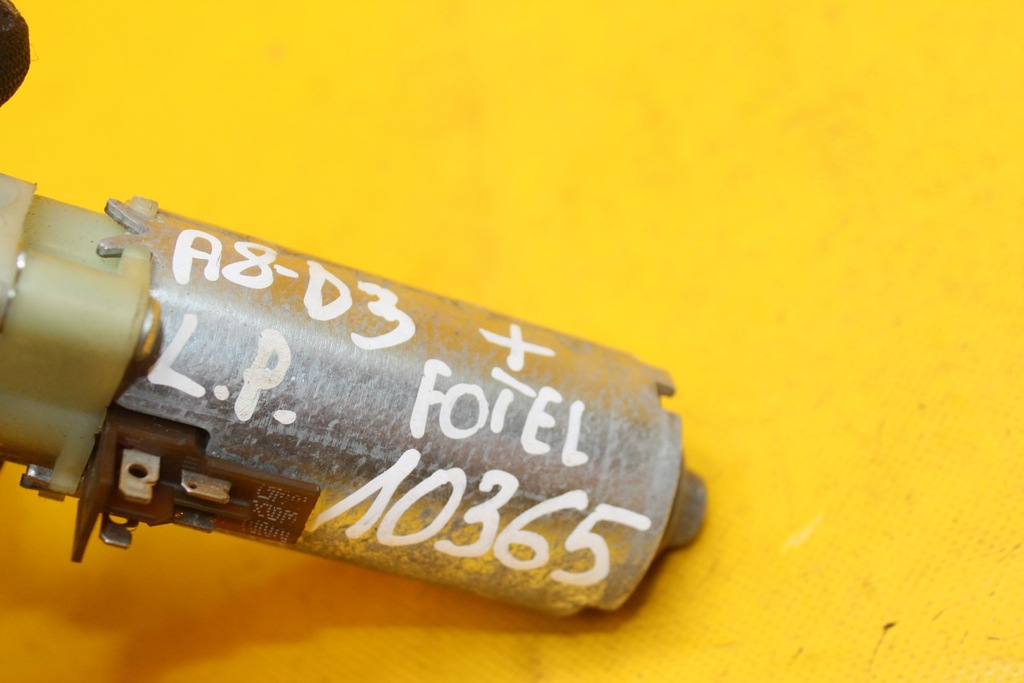 A8-D3
L.P. +
FOTEL
10365